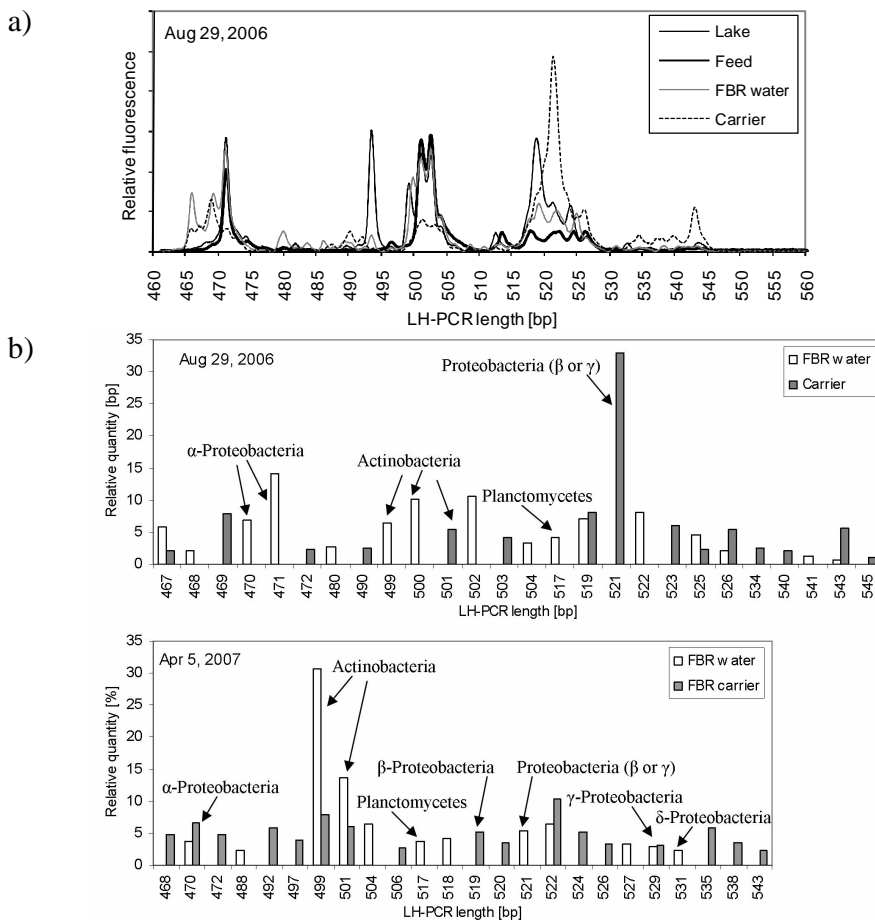 a)
Aug 29, 2006
Lake
Feed
FBR water
Carrier
Relative fluorescence
460 465 471 480 485 493 499 505 510 515 520 525 530 535 540 545 550 555 560
LH-PCR length [bp]
b)
35
30
25
20
15
10
5
0
Relative quantity [bp]
Aug 29, 2006
Proteobacteria (β or γ)
FBR water
Carrier
α-Proteobacteria
Actinobacteria
Planctomycetes
467 468 469 470 471 472 480 490 499 500 501 502 503 504 517 519 521 522 523 525 526 534 540 541 543 545
LH-PCR length [bp]
35
30
25
20
15
10
5
0
Relative quantity [%]
Apr 5, 2007
Actinobacteria
FBR water
FBR carrier
α-Proteobacteria
β-Proteobacteria
Proteobacteria (β or γ)
Planctomycetes
γ-Proteobacteria
δ-Proteobacteria
468 470 472 488 492 497 499 501 504 506 517 518 519 520 521 522 524 526 527 529 531 535 538 543
LH-PCR length [bp]